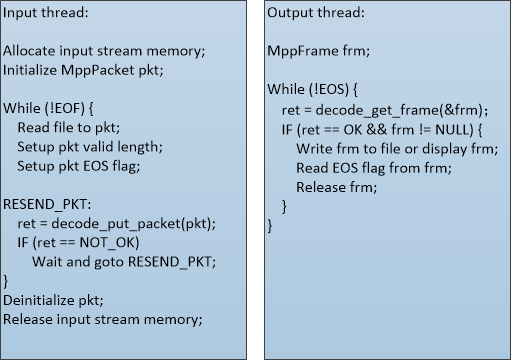 Input thread:
Allocate input stream memory;
Initialize MppPacket pkt;
While (!EOF) {
Read file to pkt;
Setup pkt valid length;
Setup pkt EOS flag;
RESEND_PKT:
ret = decode_put_packet(pkt);
IF (ret == NOT_OK)
Wait and goto RESEND_PKT;
}
Deinitialize pkt;
Release input stream memory;
Output thread:
MppFrame frm;
While (!EOS) {
ret = decode_get_frame(&frm);
IF (ret == OK && frm != NULL) {
Write frm to file or display frm;
Read EOS flag from frm;
Release frm;
}
}